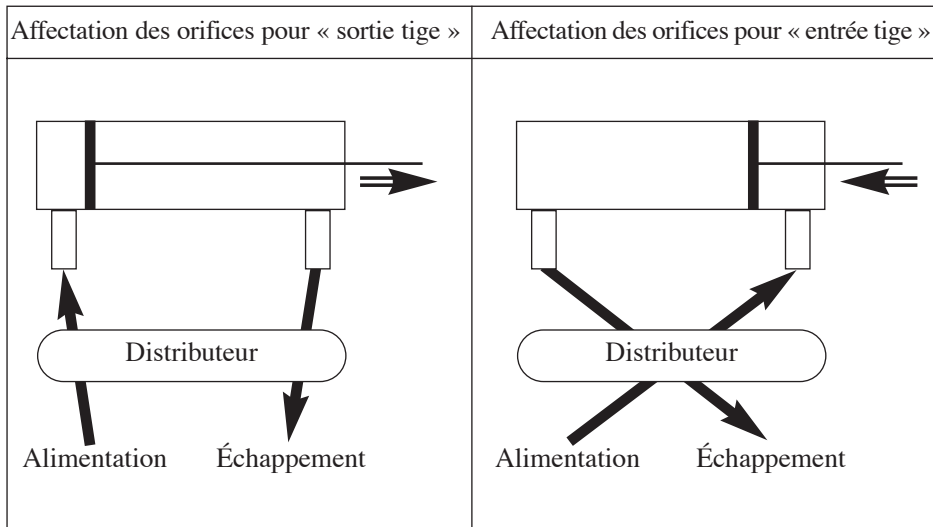 Affectation des orifices pour « sortie tige »
Affectation des orifices pour « entrée tige »
Distributeur
Distributeur
Alimentation
Échappement
Alimentation
Échappement